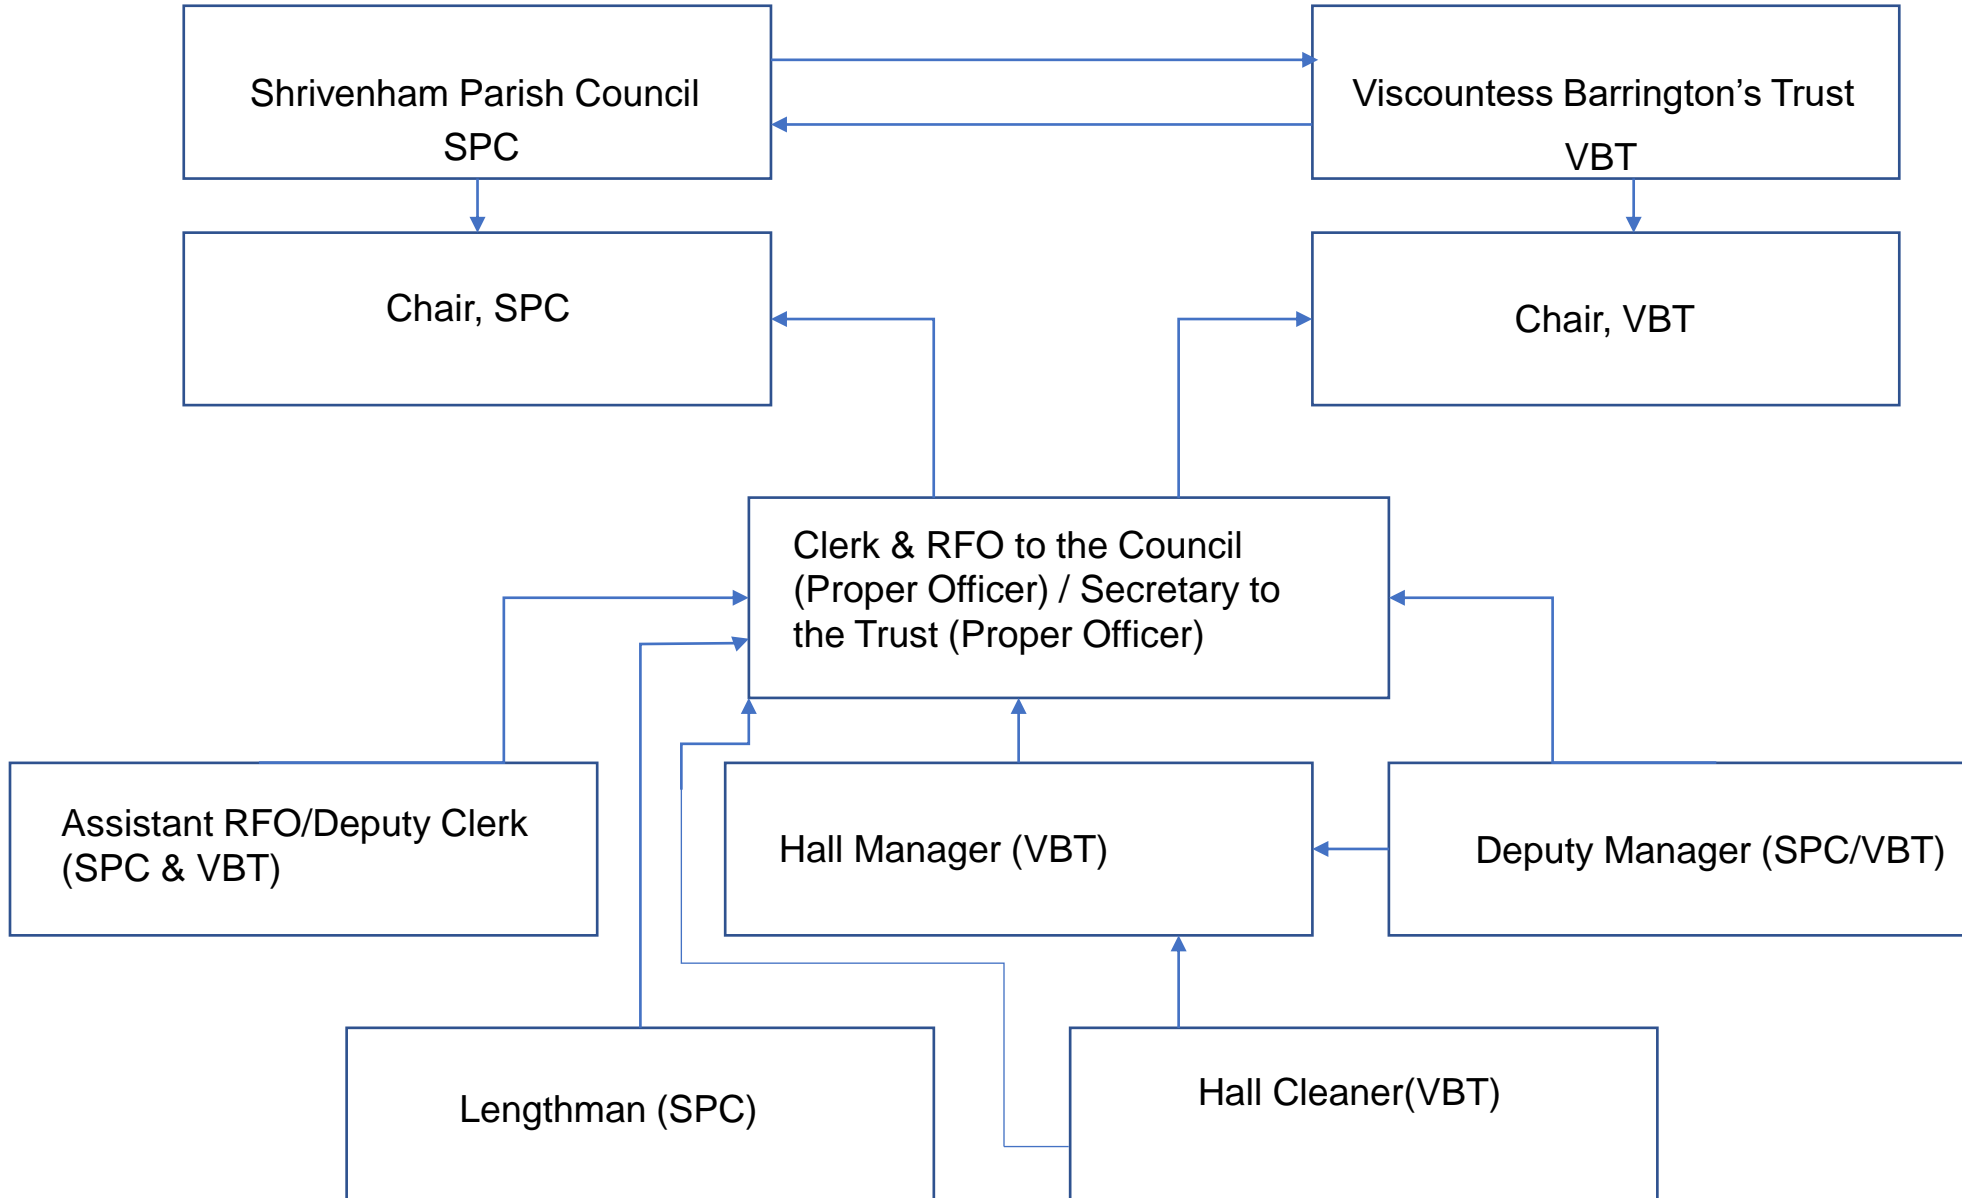 Shrivenham Parish Council
SPC
Viscountess Barrington’s Trust
VBT
Chair, SPC
Chair, VBT
Clerk & RFO to the Council
(Proper Officer) / Secretary to
the Trust (Proper Officer)
Assistant RFO/Deputy Clerk
(SPC & VBT)
Hall Manager (VBT)
Deputy Manager (SPC/VBT)
Lengthman (SPC)
Hall Cleaner(VBT)